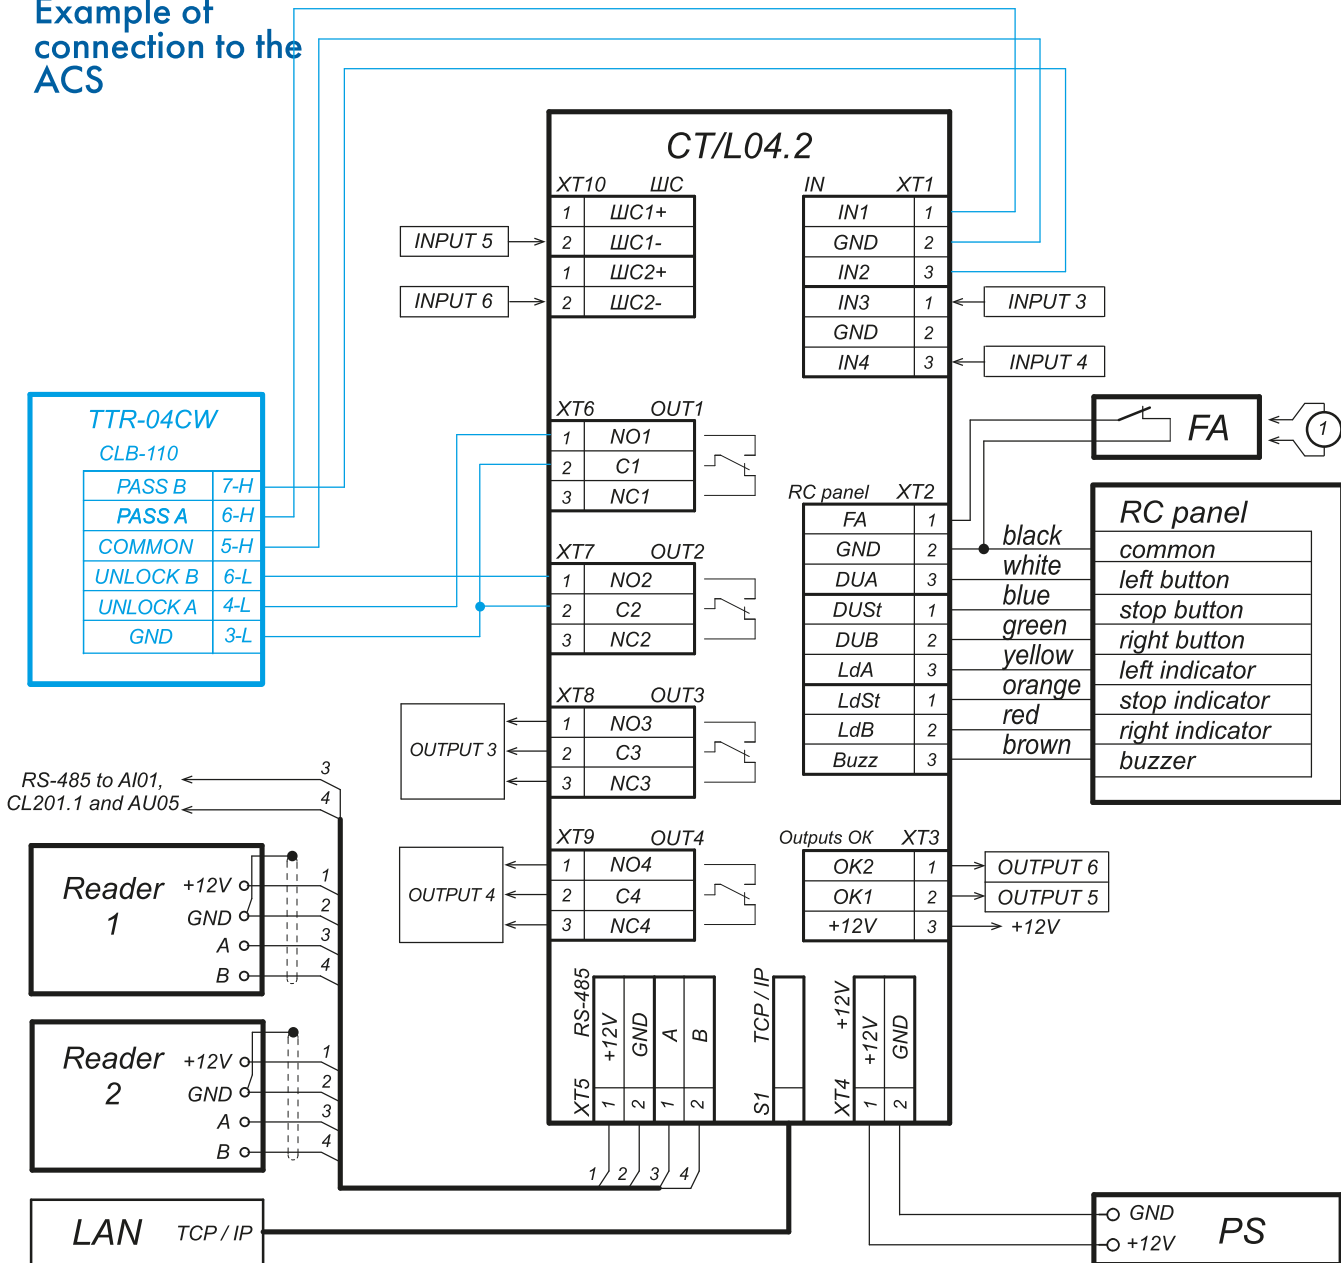 Example of
connection to the
ACS
CT/L04.2
XT10 ШС
1 ШС1+
2 ШС1-
1 ШС2+
2 ШС2-
INPUT 5
INPUT 6
IN XT1
IN1 1
GND 2
IN2 3
IN3 1
GND 2
IN4 3
INPUT 3
INPUT 4
TTR-04CW
CLB-110
PASS B 7-H
PASS A 6-H
COMMON 5-H
UNLOCK B 6-L
UNLOCK A 4-L
GND 3-L
XT6 OUT1
1 NO1
2 C1
3 NC1
XT7 OUT2
1 NO2
2 C2
3 NC2
XT8 OUT3
1 NO3
2 C3
3 NC3
OUTPUT 3
XT9 OUT4
1 NO4
2 C4
3 NC4
OUTPUT 4
FA
1
RC panel XT2
FA 1
GND 2
DUA 3
DUSt 1
DUB 2
LdA 3
LdSt 1
LdB 2
Buzz 3
black
white
blue
green
yellow
orange
red
brown
RC panel
common
left button
stop button
right button
left indicator
stop indicator
right indicator
buzzer
Outputs OK XT3
OK2 1
OK1 2
+12V 3
OUTPUT 6
OUTPUT 5
+12V
RS-485 to AI01,
CL201.1 and AU05
3
4
Reader
1
+12V 1
GND 2
A 3
B 4
Reader
2
+12V 1
GND 2
A 3
B 4
LAN TCP / IP
XT5 RS-485
1 +12V
2 GND
1 A
2 B
1 2 3 4
S1 TCP / IP
XT4 +12V
1 +12V
2 GND
GND
+12V
PS